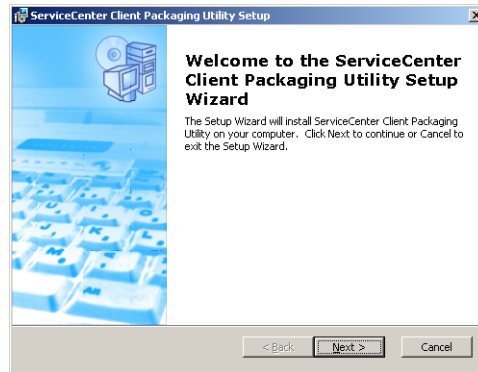 ServiceCenter Client Packaging Utility Setup
Welcome to the ServiceCenter
Client Packaging Utility Setup
Wizard
The Setup Wizard will install ServiceCenter Client Packaging
Utility on your computer. Click Next to continue or Cancel to
exit the Setup Wizard.
< Back Next > Cancel